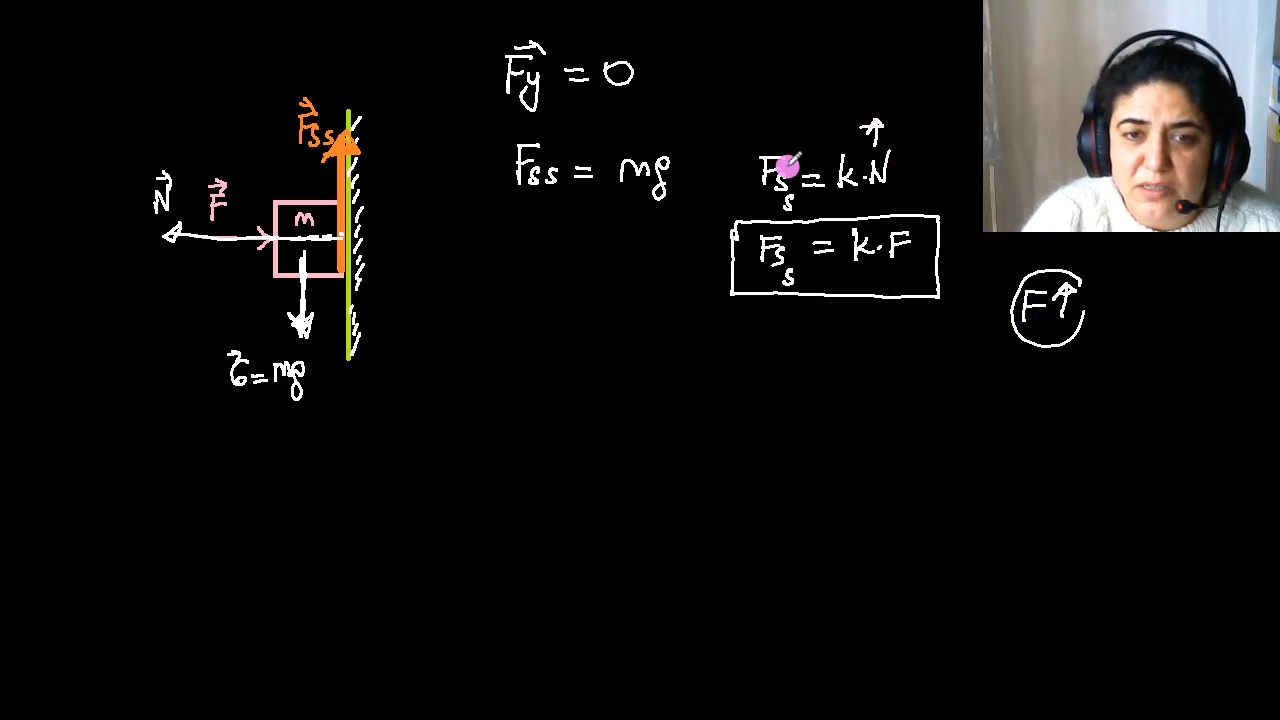 F⃗y = 0
F⃗ss
Fss = mg
Fss = k·N
N⃗
F⃗
m
Fss = k·F
F↑
G⃗=mg